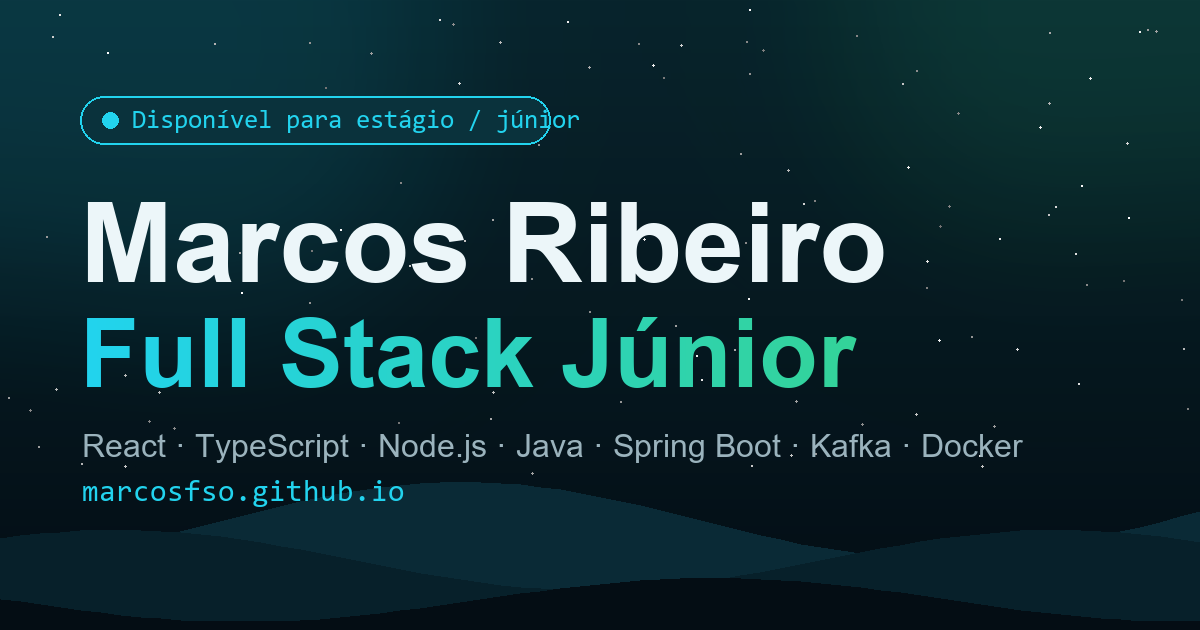 Disponível para estágio / júnior
Marcos Ribeiro
Full Stack Júnior
React · TypeScript · Node.js · Java · Spring Boot · Kafka · Docker
marcosfso.github.io